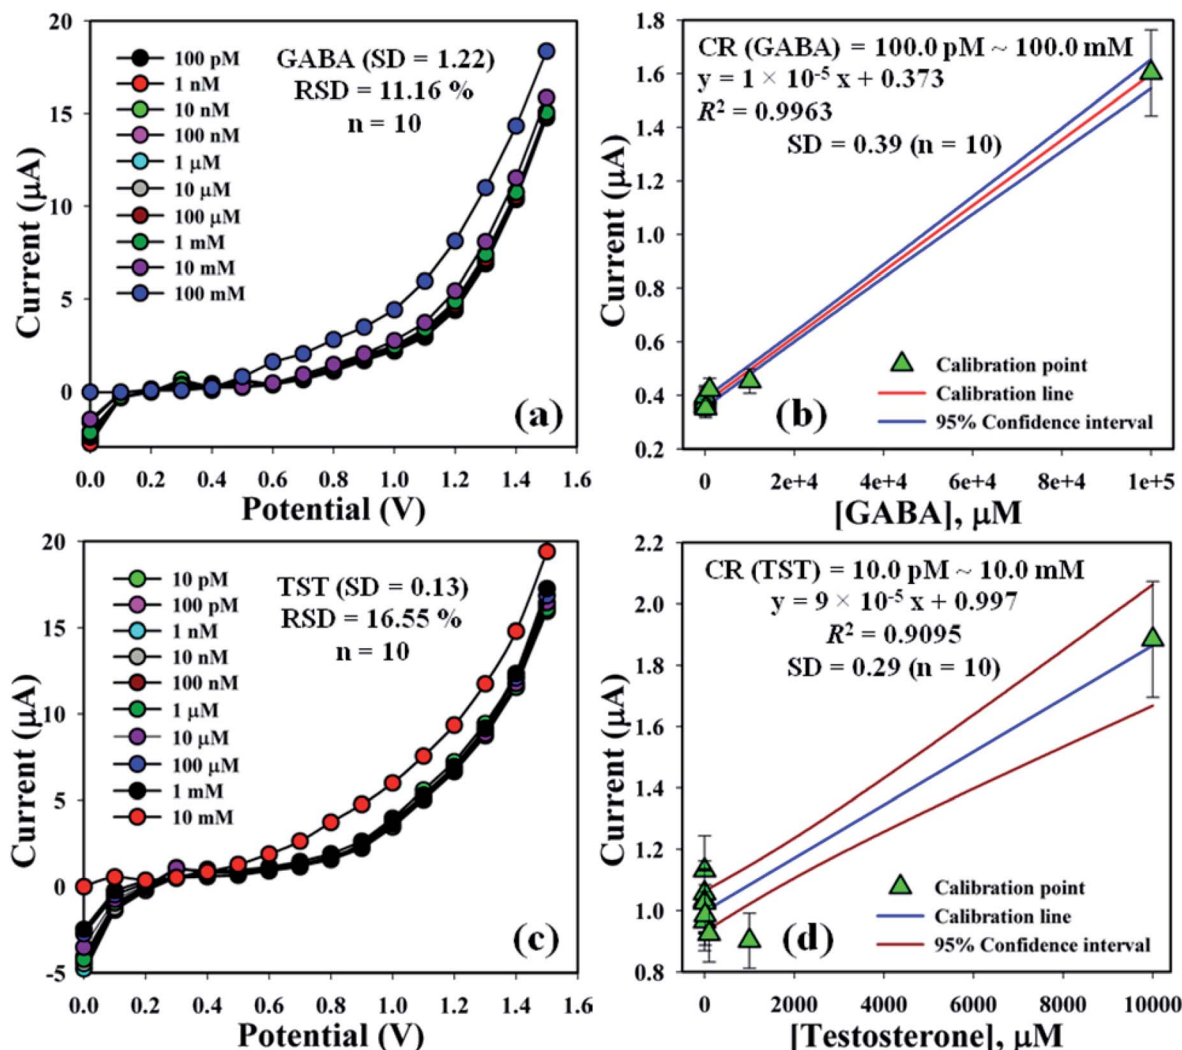 20
15
10
5
0
Current (μA)
100 pM
1 nM
10 nM
100 nM
1 μM
10 μM
100 μM
1 mM
10 mM
100 mM
GABA (SD = 1.22)
RSD = 11.16 %
n = 10
(a)
0.0 0.2 0.4 0.6 0.8 1.0 1.2 1.4 1.6
Potential (V)
1.8
1.6
1.4
1.2
1.0
0.8
0.6
0.4
0.2
Current (μA)
CR (GABA) = 100.0 pM ~ 100.0 mM
y = 1 × 10⁻⁵ x + 0.373
R² = 0.9963
SD = 0.39 (n = 10)
Calibration point
Calibration line
95% Confidence interval
(b)
0 2e+4 4e+4 6e+4 8e+4 1e+5
[GABA], μM
20
15
10
5
0
-5
Current (μA)
10 pM
100 pM
1 nM
10 nM
100 nM
1 μM
10 μM
100 μM
1 mM
10 mM
TST (SD = 0.13)
RSD = 16.55 %
n = 10
(c)
0.0 0.2 0.4 0.6 0.8 1.0 1.2 1.4 1.6
Potential (V)
2.2
2.0
1.8
1.6
1.4
1.2
1.0
0.8
Current (μA)
CR (TST) = 10.0 pM ~ 10.0 mM
y = 9 × 10⁻⁵ x + 0.997
R² = 0.9095
SD = 0.29 (n = 10)
Calibration point
Calibration line
95% Confidence interval
(d)
0 2000 4000 6000 8000 10000
[Testosterone], μM